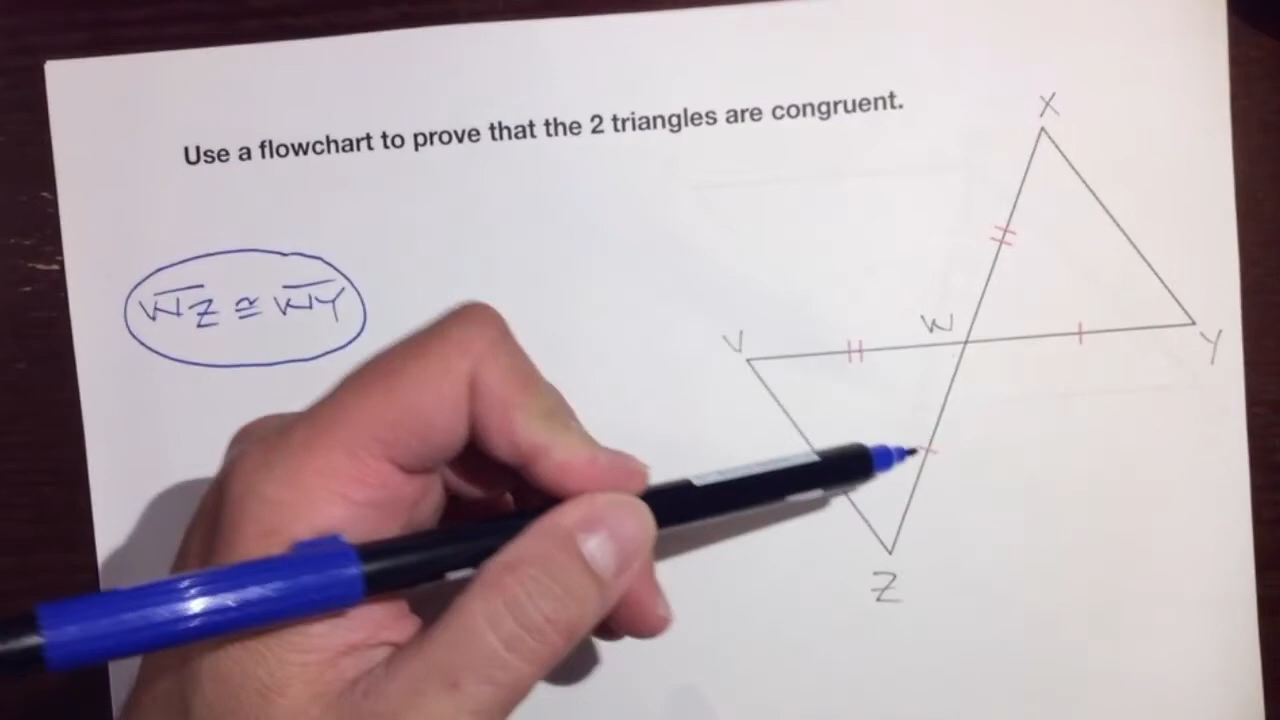 Use a flowchart to prove that the 2 triangles are congruent.
X
WZ ≅ WY
V
W
Y
Z